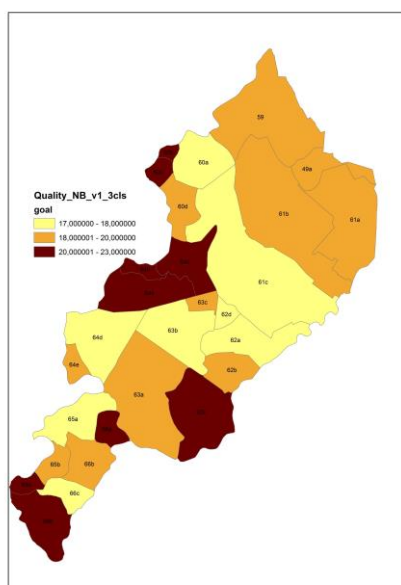 59
60a
49a
61b
61a
60d
Quality_NB_v1_3cls
goal
17,000000 - 18,000000
18,000001 - 20,000000
20,000001 - 23,000000
61c
63c
62d
63b
64d
62a
64e
62b
63a
65a
65b
66b
66c